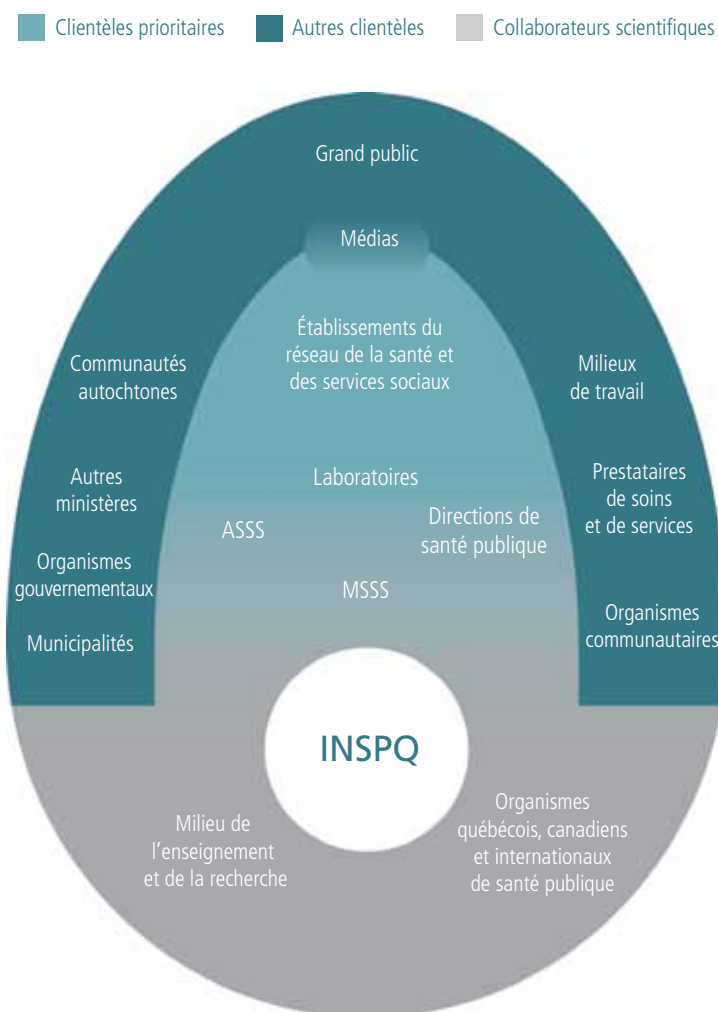 Clientèles prioritaires
Autres clientèles
Collaborateurs scientifiques
Grand public
Médias
Établissements du
réseau de la santé et
des services sociaux
Communautés
autochtones
Milieux
de travail
Laboratoires
Autres
ministères
Prestataires
de soins
et de services
ASSS
Directions de
santé publique
Organismes
gouvernementaux
MSSS
Municipalités
Organismes
communautaires
INSPQ
Milieu de
l'enseignement
et de la recherche
Organismes
québécois, canadiens
et internationaux
de santé publique